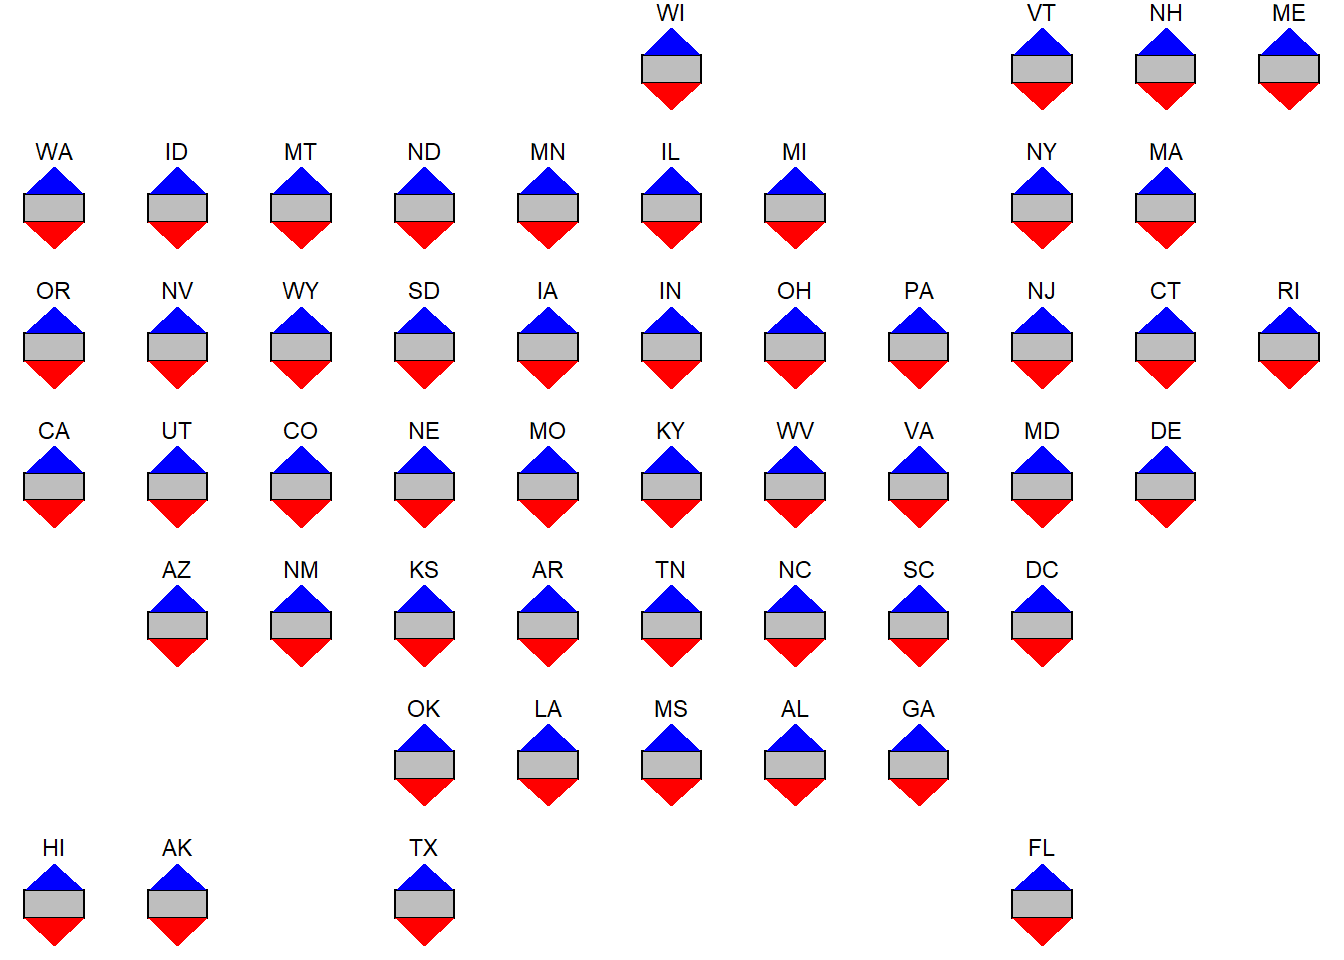 WI VT NH ME
WA ID MT ND MN IL MI NY MA
OR NV WY SD IA IN OH PA NJ CT RI
CA UT CO NE MO KY WV VA MD DE
AZ NM KS AR TN NC SC DC
OK LA MS AL GA
HI AK TX FL